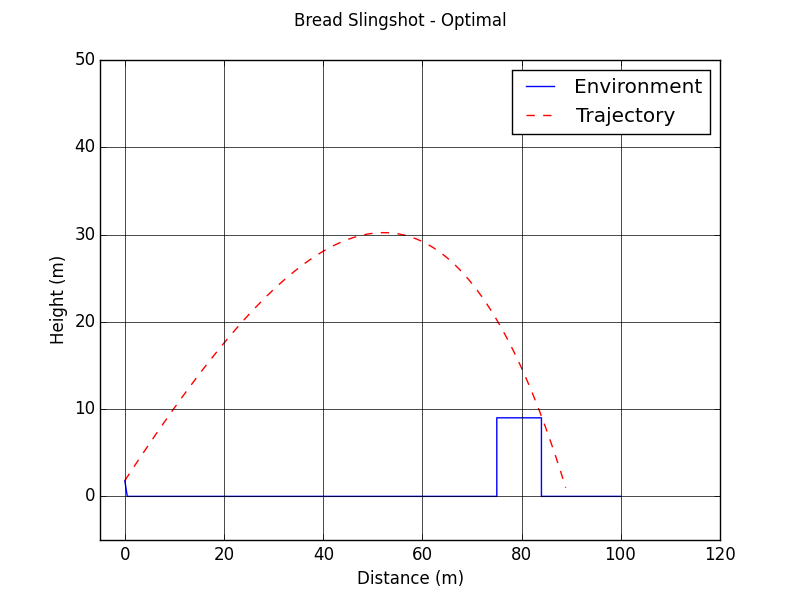 Bread Slingshot - Optimal
Environment
Trajectory
Height (m)
50
40
30
20
10
0
0 20 40 60 80 100 120
Distance (m)